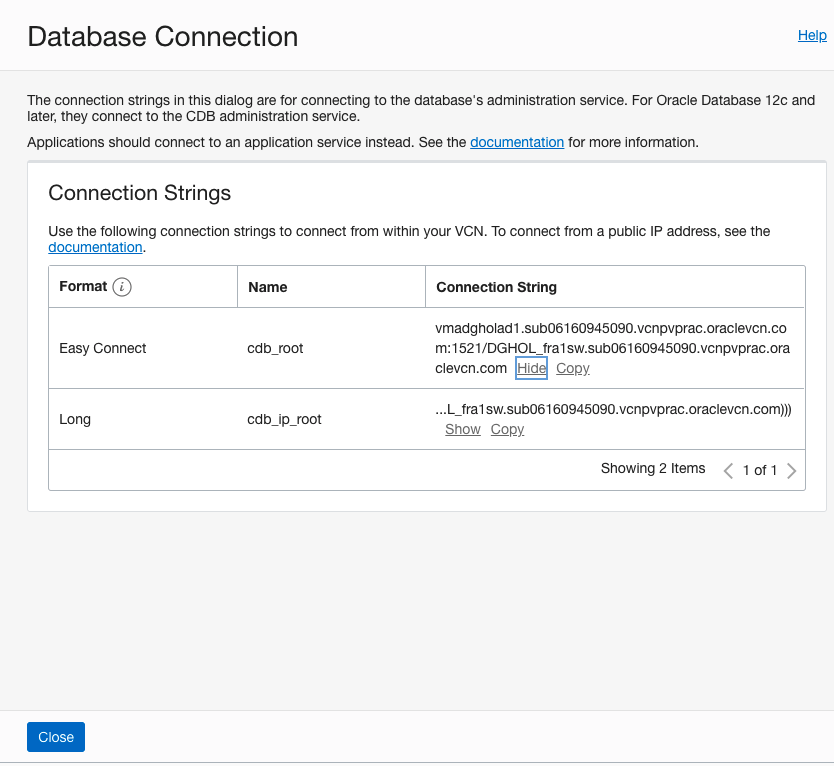 Database Connection
Help
The connection strings in this dialog are for connecting to the database's administration service. For Oracle Database 12c and
later, they connect to the CDB administration service.
Applications should connect to an application service instead. See the documentation for more information.
Connection Strings
Use the following connection strings to connect from within your VCN. To connect from a public IP address, see the
documentation.
Format i Name Connection String
vmadgholad1.sub06160945090.vcnpvprac.oraclevcn.co
Easy Connect cdb_root m:1521/DGHOL_fra1sw.sub06160945090.vcnpvprac.ora
clevcn.com Hide Copy
Long cdb_ip_root ...L_fra1sw.sub06160945090.vcnpvprac.oraclevcn.com)))
Show Copy
Showing 2 Items 1 of 1
Close